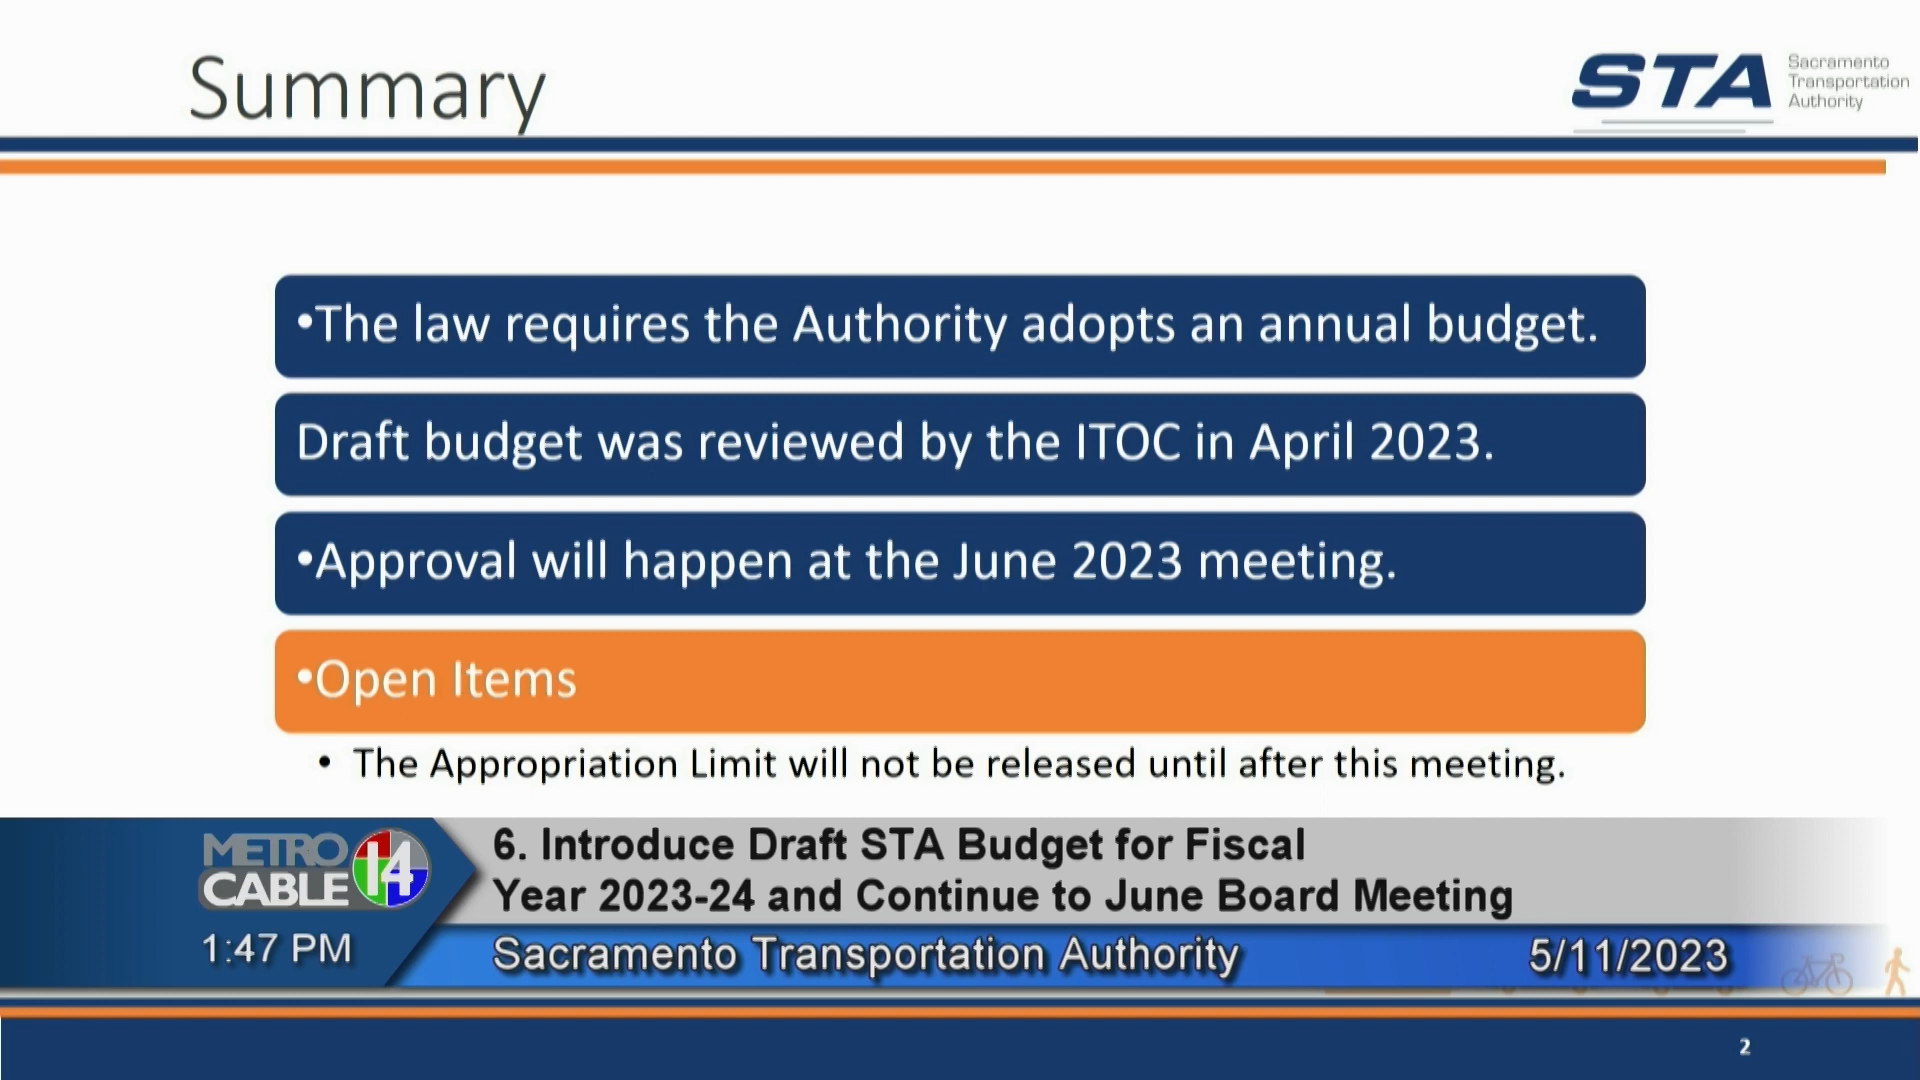 Summary
STA
Sacramento
Transportation
Authority
•The law requires the Authority adopts an annual budget.
Draft budget was reviewed by the ITOC in April 2023.
•Approval will happen at the June 2023 meeting.
•Open Items
• The Appropriation Limit will not be released until after this meeting.
METRO
CABLE 14
1:47 PM
6. Introduce Draft STA Budget for Fiscal
Year 2023-24 and Continue to June Board Meeting
Sacramento Transportation Authority 5/11/2023
2